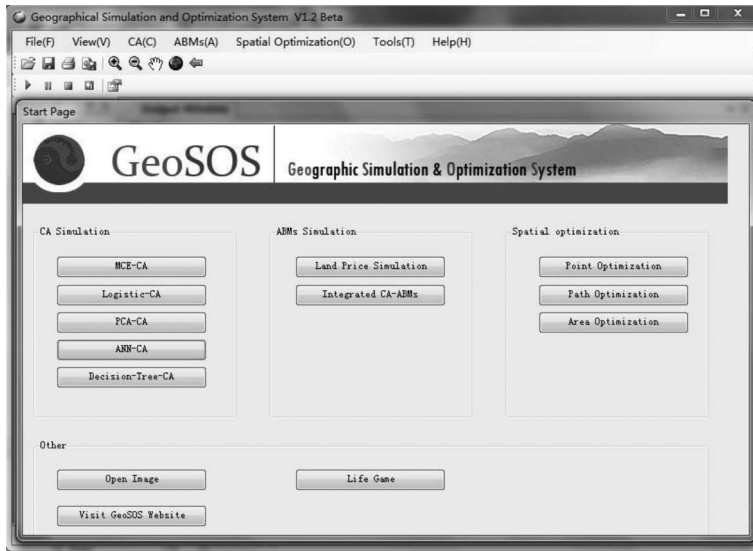 Geographical Simulation and Optimization System V1.2 Beta
File(F) View(V) CA(C) ABMs(A) Spatial Optimization(O) Tools(T) Help(H)
Start Page
GeoSOS Geographic Simulation & Optimization System
CA Simulation
MCE-CA
Logistic-CA
PCA-CA
ANN-CA
Decision-Tree-CA
ABMs Simulation
Land Price Simulation
Integrated CA-ABMs
Spatial optimization
Point Optimization
Path Optimization
Area Optimization
Other
Open Image
Life Game
Visit GeoSOS Website